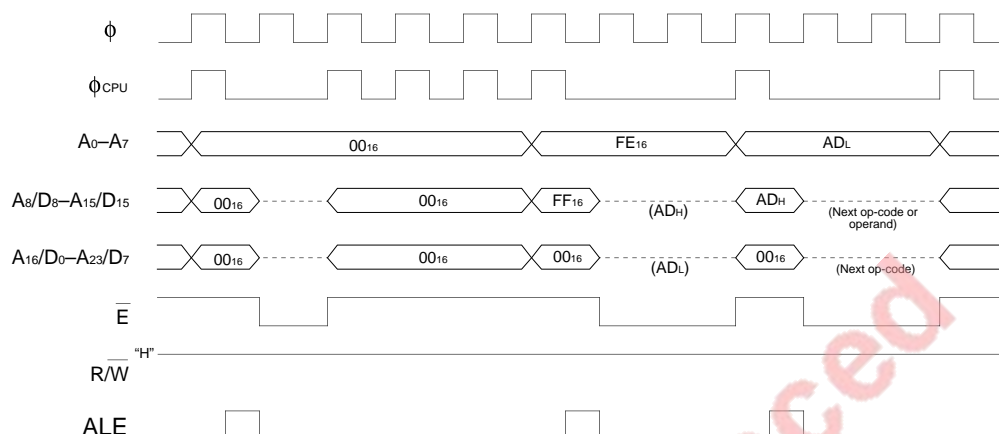 ϕ
ϕCPU
A0–A7 0016 FE16 ADL
A8/D8–A15/D15 0016 0016 FF16 (ADH) ADH (Next op-code or operand)
A16/D0–A23/D7 0016 0016 0016 (ADL) 0016 (Next op-code)
E
"H"
R/W
ALE